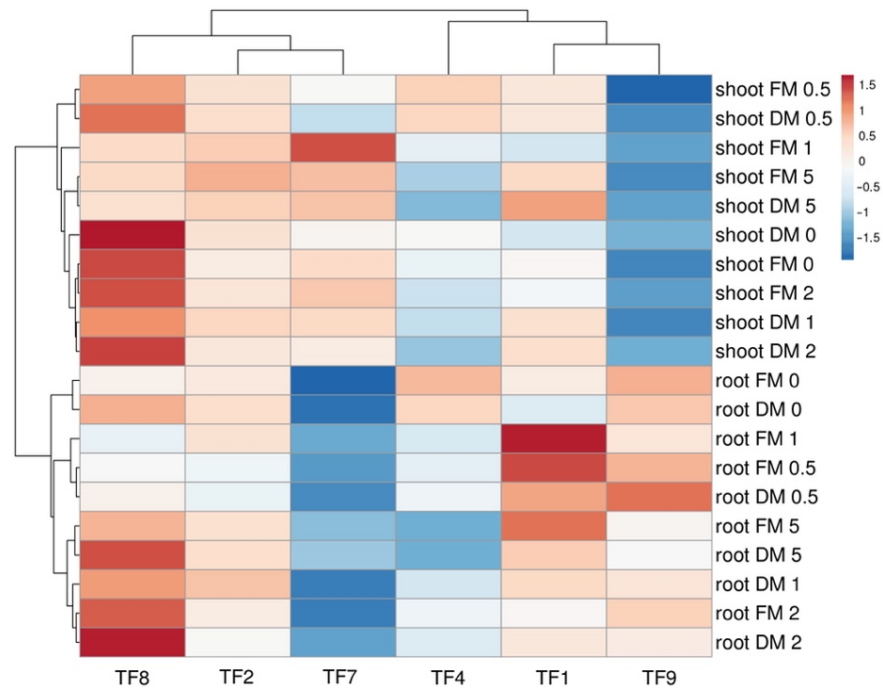 shoot FM 0.5
shoot DM 0.5
shoot FM 1
shoot FM 5
shoot DM 5
shoot DM 0
shoot FM 0
shoot FM 2
shoot DM 1
shoot DM 2
root FM 0
root DM 0
root FM 1
root FM 0.5
root DM 0.5
root FM 5
root DM 5
root DM 1
root FM 2
root DM 2
1.5
1
0.5
0
−0.5
−1
−1.5
TF8 TF2 TF7 TF4 TF1 TF9